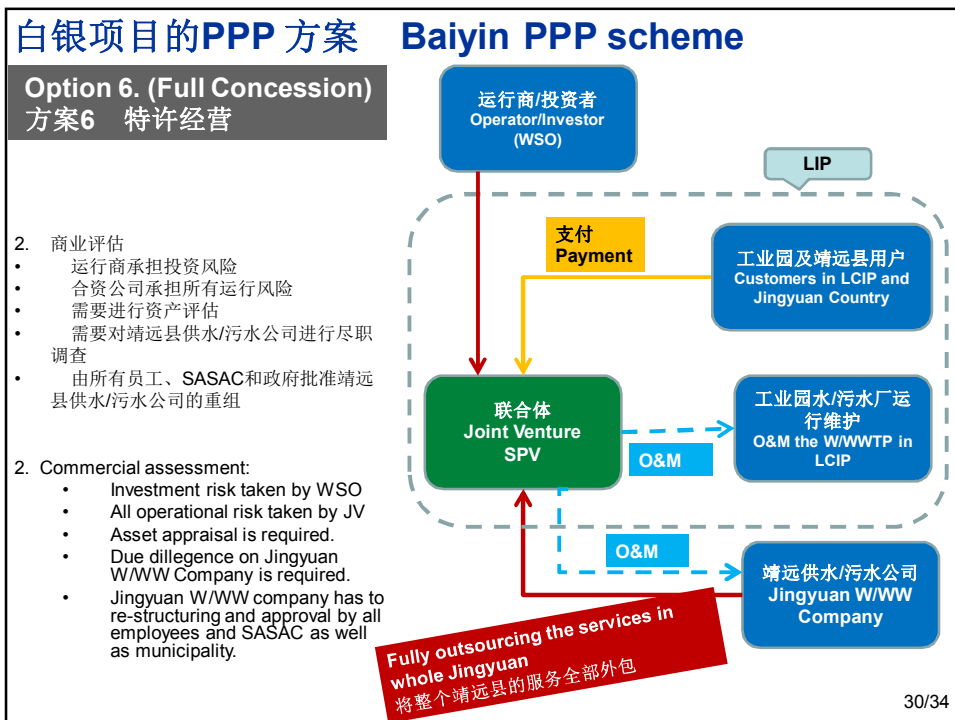 白银项目的PPP 方案 Baiyin PPP scheme
Option 6. (Full Concession)
方案6 特许经营
运行商/投资者
Operator/Investor
(WSO)
LIP
支付
Payment
工业园及靖远县用户
Customers in LCIP and
Jingyuan Country
2. 商业评估
• 运行商承担投资风险
• 合资公司承担所有运行风险
• 需要进行资产评估
• 需要对靖远县供水/污水公司进行尽职
调查
• 由所有员工、SASAC和政府批准靖远
县供水/污水公司的重组
联合体
Joint Venture
SPV
O&M
工业园水/污水厂运
行维护
O&M the W/WWTP in
LCIP
2. Commercial assessment:
• Investment risk taken by WSO
• All operational risk taken by JV
• Asset appraisal is required.
• Due dillegence on Jingyuan
W/WW Company is required.
• Jingyuan W/WW company has to
re-structuring and approval by all
employees and SASAC as well
as municipality.
O&M
靖远供水/污水公司
Jingyuan W/WW
Company
Fully outsourcing the services in
whole Jingyuan
将整个靖远县的服务全部外包
30/34